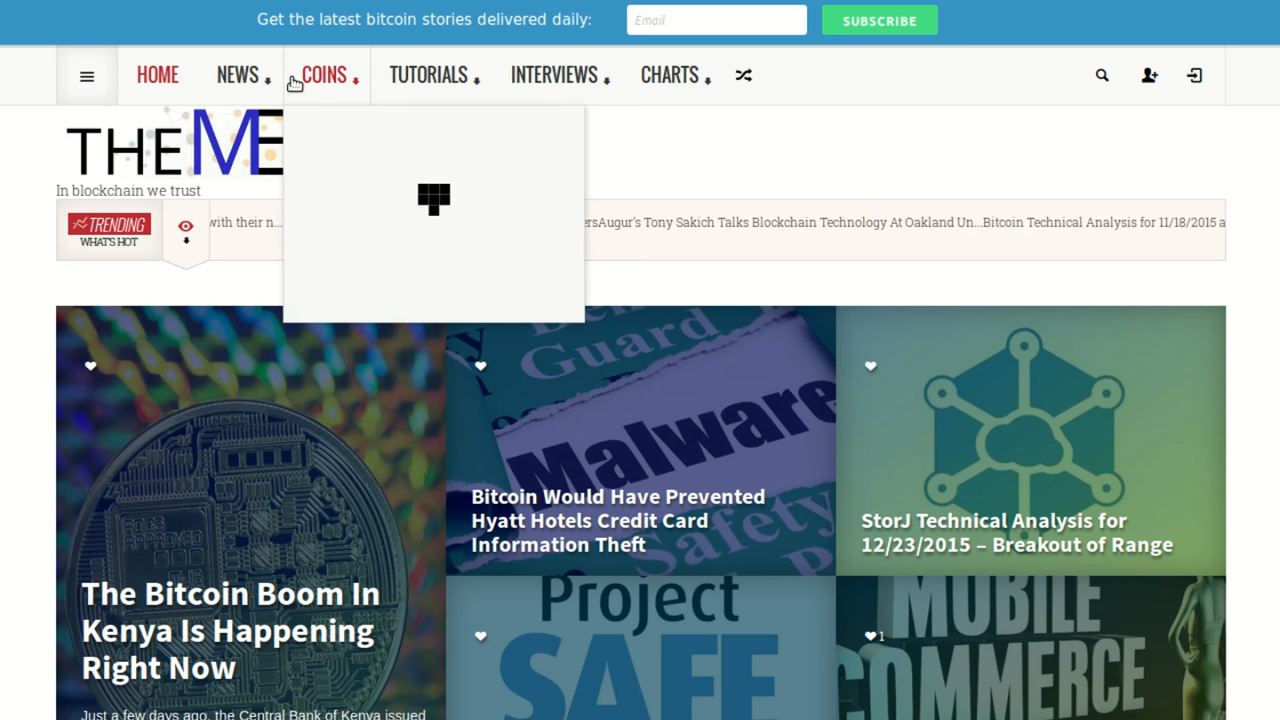 Get the latest bitcoin stories delivered daily:
Email
SUBSCRIBE
HOME
NEWS
COINS
TUTORIALS
INTERVIEWS
CHARTS
THE ME
In blockchain we trust
TRENDING
WHAT'S HOT
with their n...
Augur's Tony Sakich Talks Blockchain Technology At Oakland Un...Bitcoin Technical Analysis for 11/18/2015
Guard
Malware
Safety
Bitcoin Would Have Prevented
Hyatt Hotels Credit Card
Information Theft
StorJ Technical Analysis for
12/23/2015 – Breakout of Range
The Bitcoin Boom In
Kenya Is Happening
Right Now
Just a few days ago, the Central Bank of Kenya issued
Project
SAFE
1
MOBILE
COMMERCE